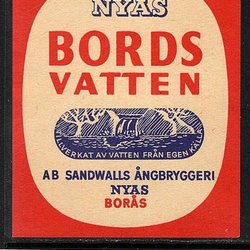 NYAS
BORDS
VATTEN
TILLVERKAT AV VATTEN FRÅN EGEN KÄLLA
AB SANDWALLS ÅNGBRYGGERI
NYAS
BORÅS